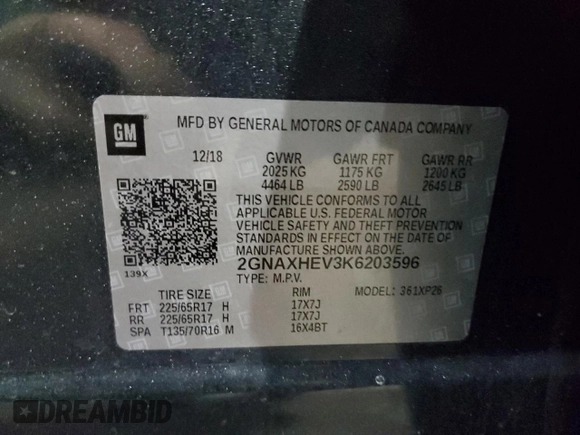 GM
MFD BY GENERAL MOTORS OF CANADA COMPANY
12/18 GVWR GAWR FRT GAWR RR
2025 KG 1175 KG 1200 KG
4464 LB 2590 LB 2645 LB
THIS VEHICLE CONFORMS TO ALL
APPLICABLE U.S. FEDERAL MOTOR
VEHICLE SAFETY AND THEFT PREVENTION
STANDARDS IN EFFECT ON THE DATE OF
MANUFACTURE SHOWN ABOVE.
139X
2GNAXHEV3K6203596
TYPE: M.P.V.
TIRE SIZE RIM MODEL: 361XP26
FRT 225/65R17 H 17X7J
RR 225/65R17 H 17X7J
SPA T135/70R16 M 16X4BT
DREAMBID